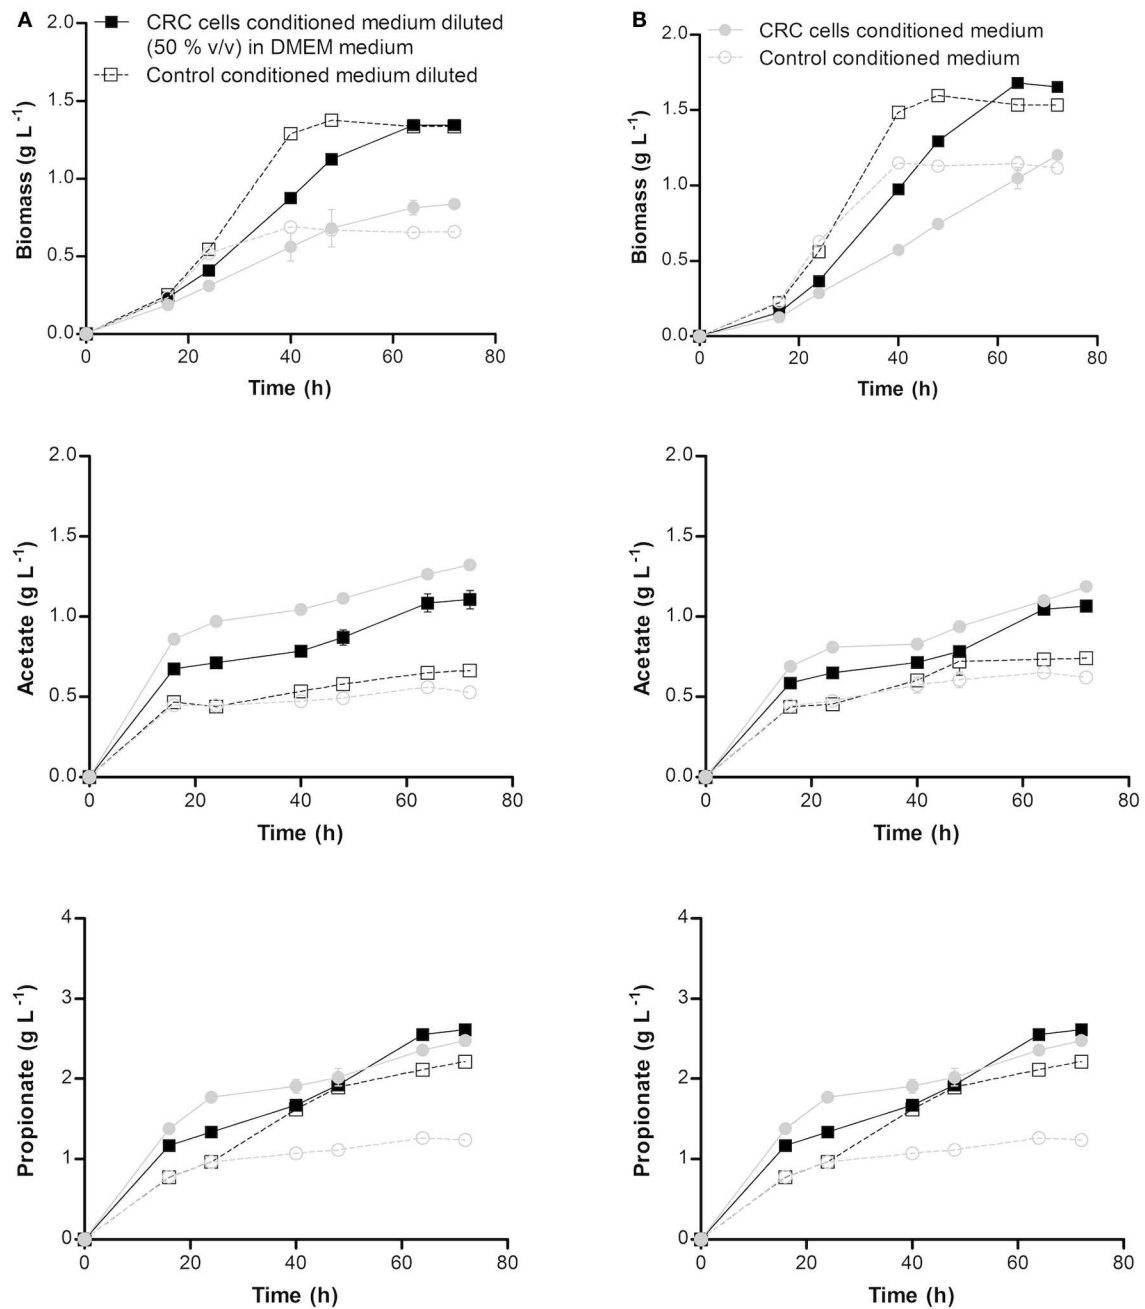 A
CRC cells conditioned medium diluted
(50 % v/v) in DMEM medium
Control conditioned medium diluted
Biomass (g L⁻¹)
2.0
1.5
1.0
0.5
0.0
0 20 40 60 80
Time (h)
B
CRC cells conditioned medium
Control conditioned medium
Biomass (g L⁻¹)
2.0
1.5
1.0
0.5
0.0
0 20 40 60 80
Time (h)
Acetate (g L⁻¹)
2.0
1.5
1.0
0.5
0.0
0 20 40 60 80
Time (h)
Acetate (g L⁻¹)
2.0
1.5
1.0
0.5
0.0
0 20 40 60 80
Time (h)
Propionate (g L⁻¹)
4
3
2
1
0
0 20 40 60 80
Time (h)
Propionate (g L⁻¹)
4
3
2
1
0
0 20 40 60 80
Time (h)